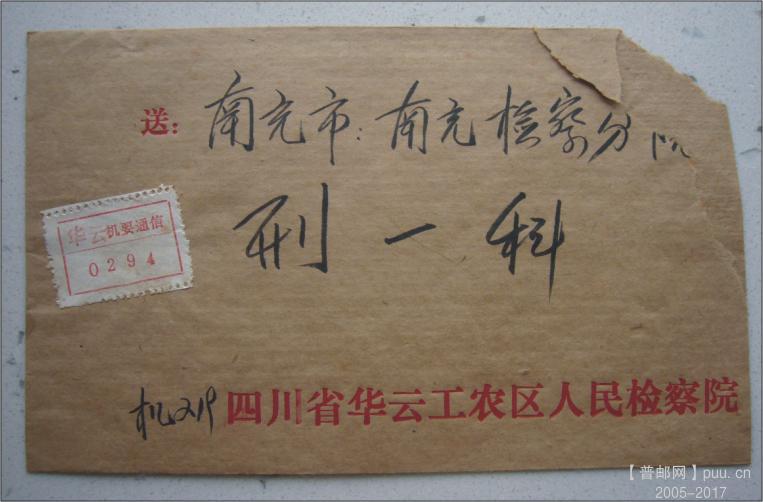 送：南充市：南充检察分院
刑一科
华云机要通信
0294
机 四川省华云工农区人民检察院
【普邮网】puu.cn
2005-2017